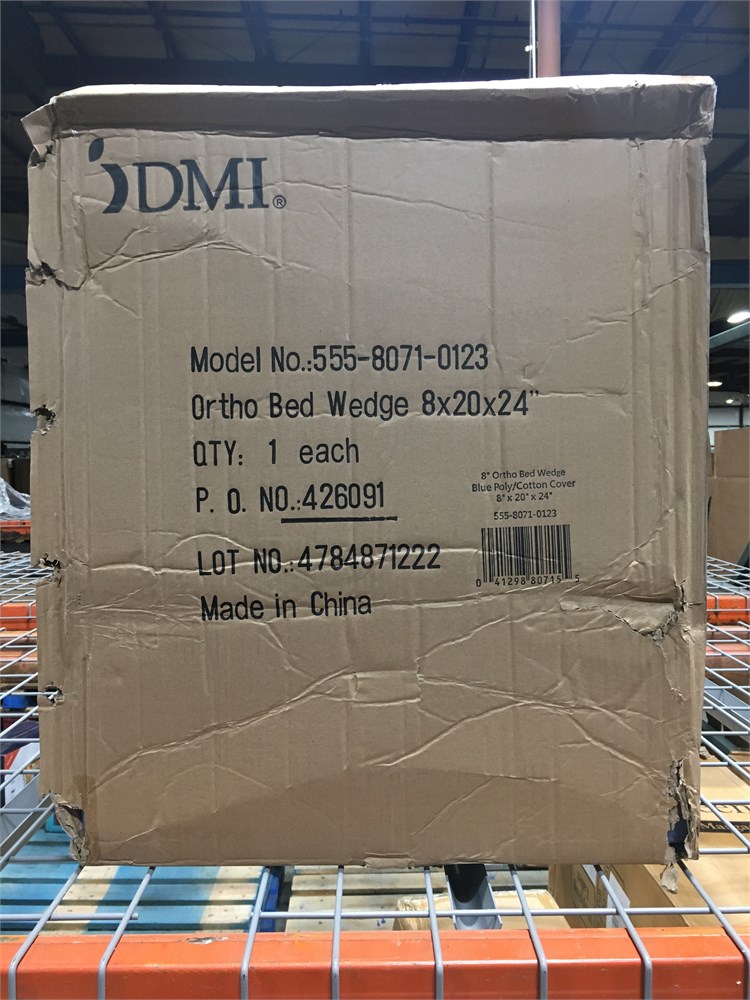 DMI®
Model No.:555-8071-0123
Ortho Bed Wedge 8x20x24"
QTY: 1 each
P. O. NO.:426091
LOT NO.:4784871222
Made in China
8" Ortho Bed Wedge
Blue Poly/Cotton Cover
8" x 20" x 24"
555-8071-0123
0 41298 80715 5